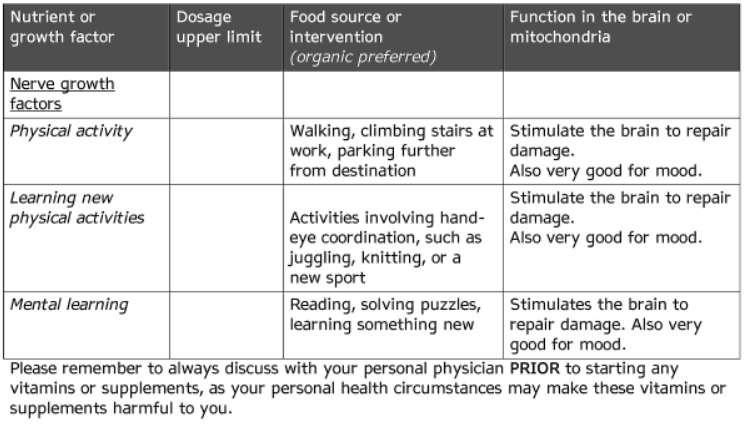 Nutrient or growth factor
Dosage upper limit
Food source or intervention (organic preferred)
Function in the brain or mitochondria
Nerve growth factors
Physical activity
Walking, climbing stairs at work, parking further from destination
Stimulate the brain to repair damage.
Also very good for mood.
Learning new physical activities
Activities involving hand-eye coordination, such as juggling, knitting, or a new sport
Stimulate the brain to repair damage.
Also very good for mood.
Mental learning
Reading, solving puzzles, learning something new
Stimulates the brain to repair damage. Also very good for mood.
Please remember to always discuss with your personal physician PRIOR to starting any
vitamins or supplements, as your personal health circumstances may make these vitamins or
supplements harmful to you.